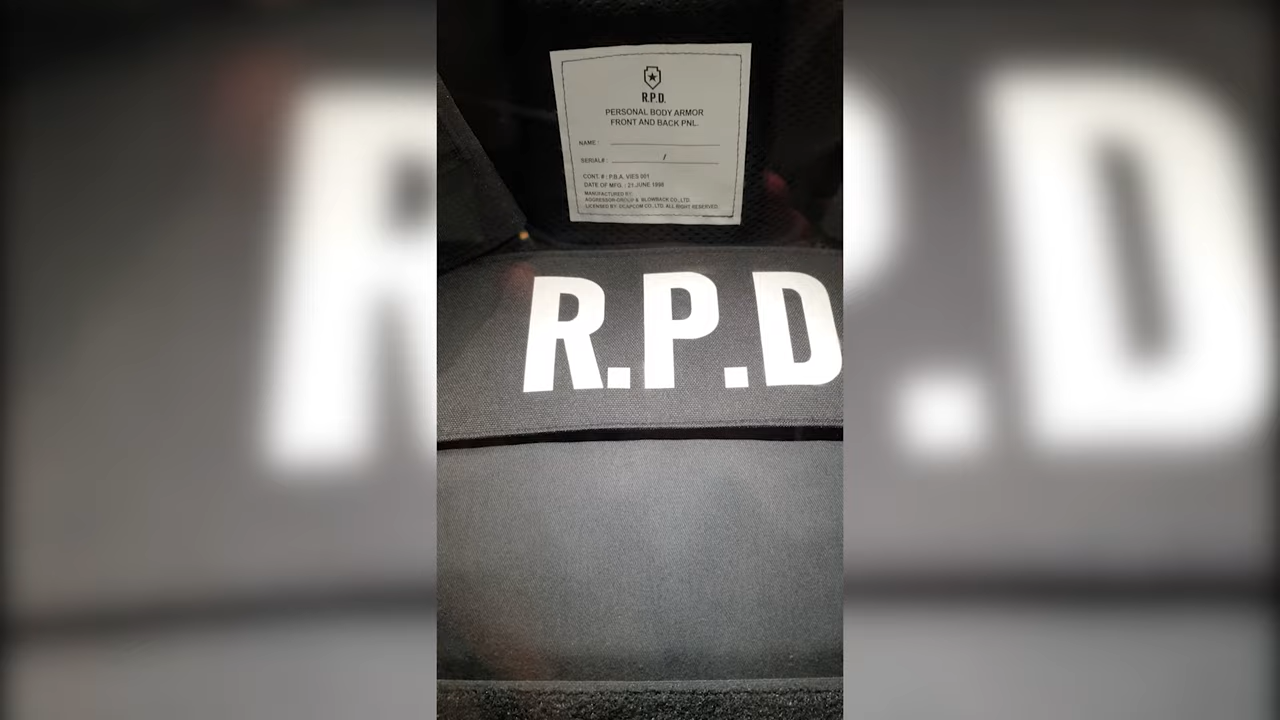 R.P.D.
PERSONAL BODY ARMOR
FRONT AND BACK PNL.
NAME :
SERIAL# : /
CONT. # : P.B.A. VIES 001
DATE OF MFG. : 21.JUNE 1998
MANUFACTURED BY:
AGGRESSOR GROUP & BLOWBACK CO.,LTD.
LICENSED BY: ©CAPCOM CO., LTD. ALL RIGHT RESERVED.
R.P.D